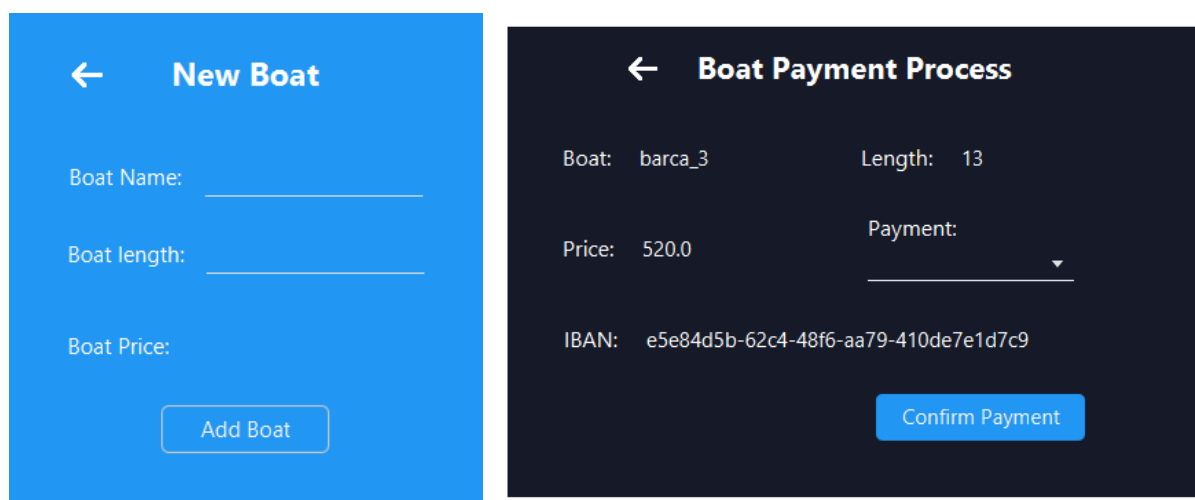 New Boat
Boat Name:
Boat length:
Boat Price:
Add Boat
Boat Payment Process
Boat: barca_3 Length: 13
Payment:
Price: 520.0
IBAN: e5e84d5b-62c4-48f6-aa79-410de7e1d7c9
Confirm Payment